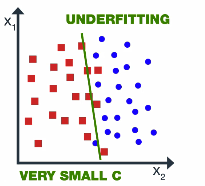 UNDERFITTING
X1
X2
VERY SMALL C